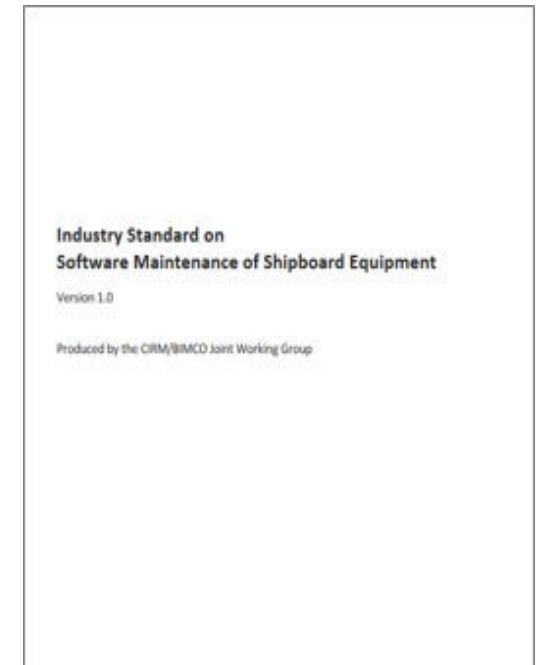 Industry Standard on
Software Maintenance of Shipboard Equipment
Version 1.0
Produced by the CIRM/BIMCO Joint Working Group